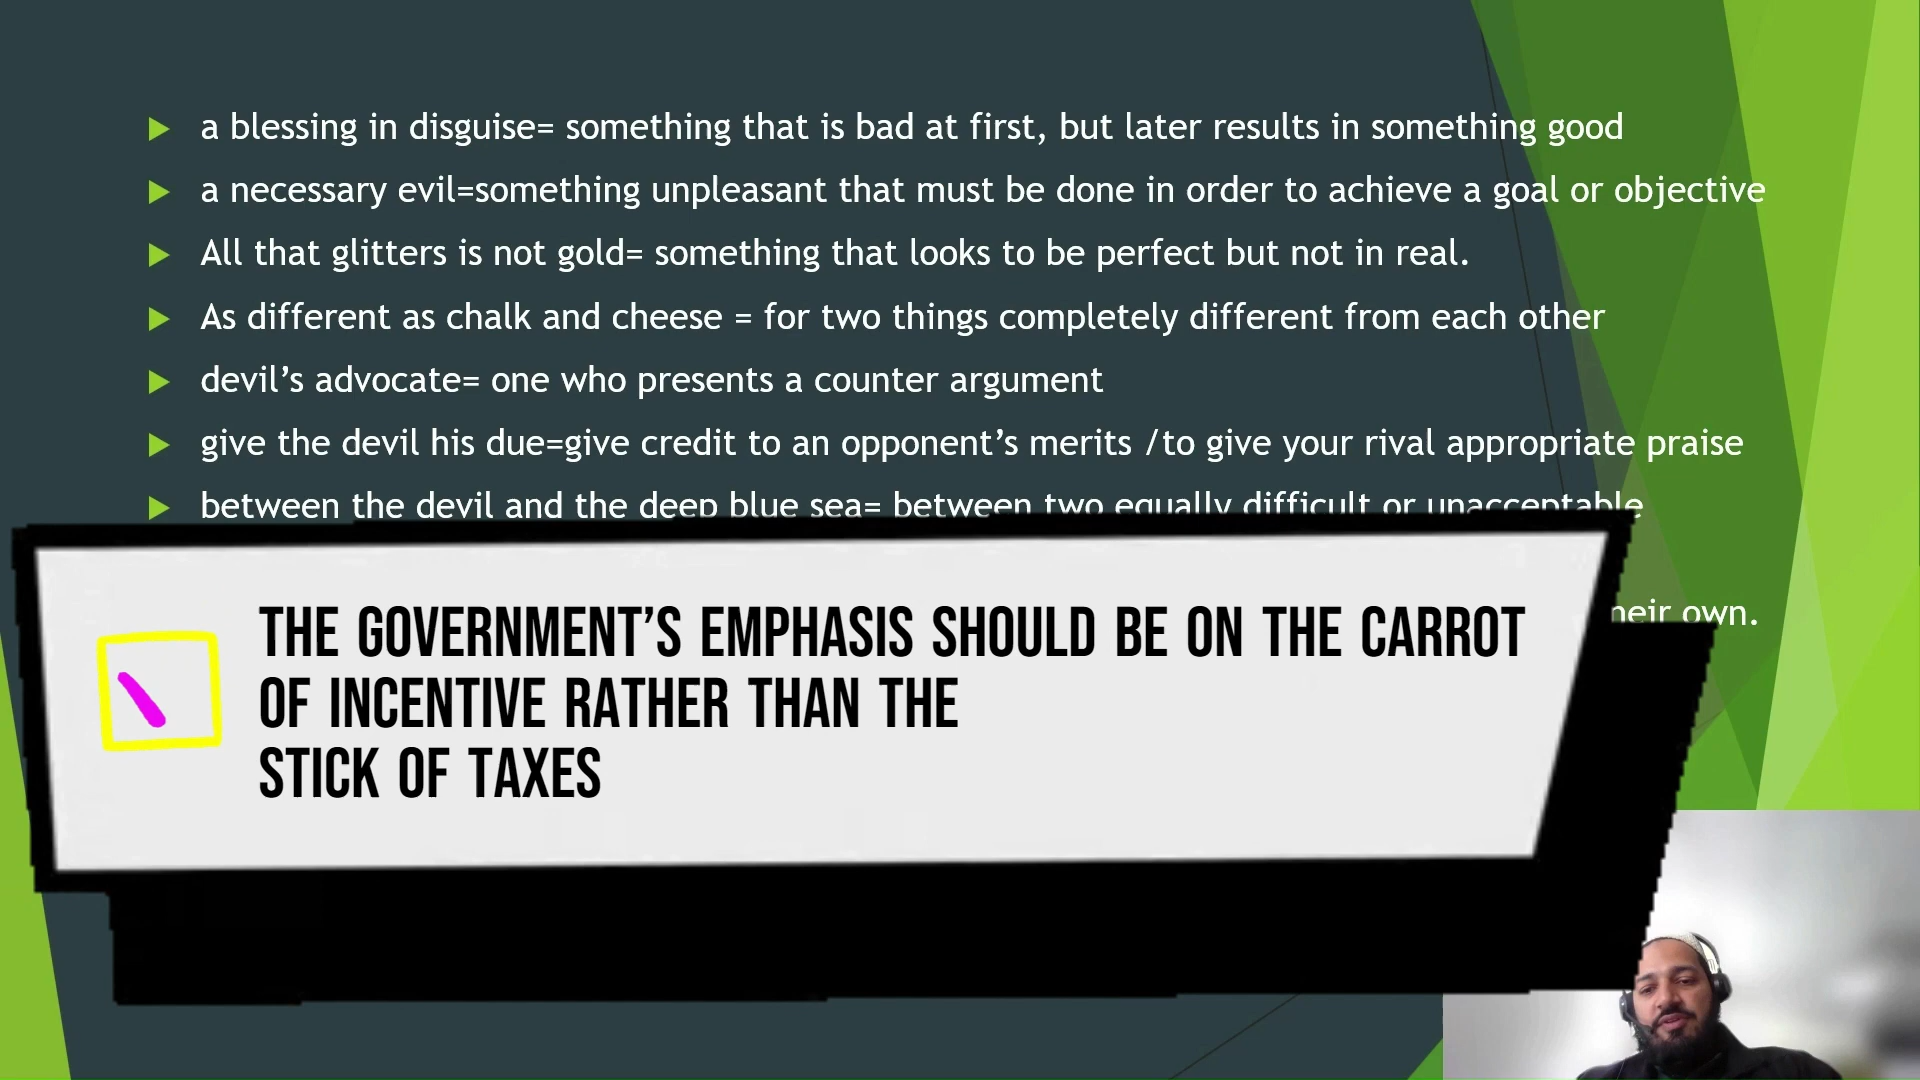 a blessing in disguise= something that is bad at first, but later results in something good
a necessary evil=something unpleasant that must be done in order to achieve a goal or objective
All that glitters is not gold= something that looks to be perfect but not in real.
As different as chalk and cheese = for two things completely different from each other
devil’s advocate= one who presents a counter argument
give the devil his due=give credit to an opponent’s merits /to give your rival appropriate praise
between the devil and the deep blue sea= between two equally difficult or unacceptable
own.
THE GOVERNMENT’S EMPHASIS SHOULD BE ON THE CARROT
OF INCENTIVE RATHER THAN THE
STICK OF TAXES